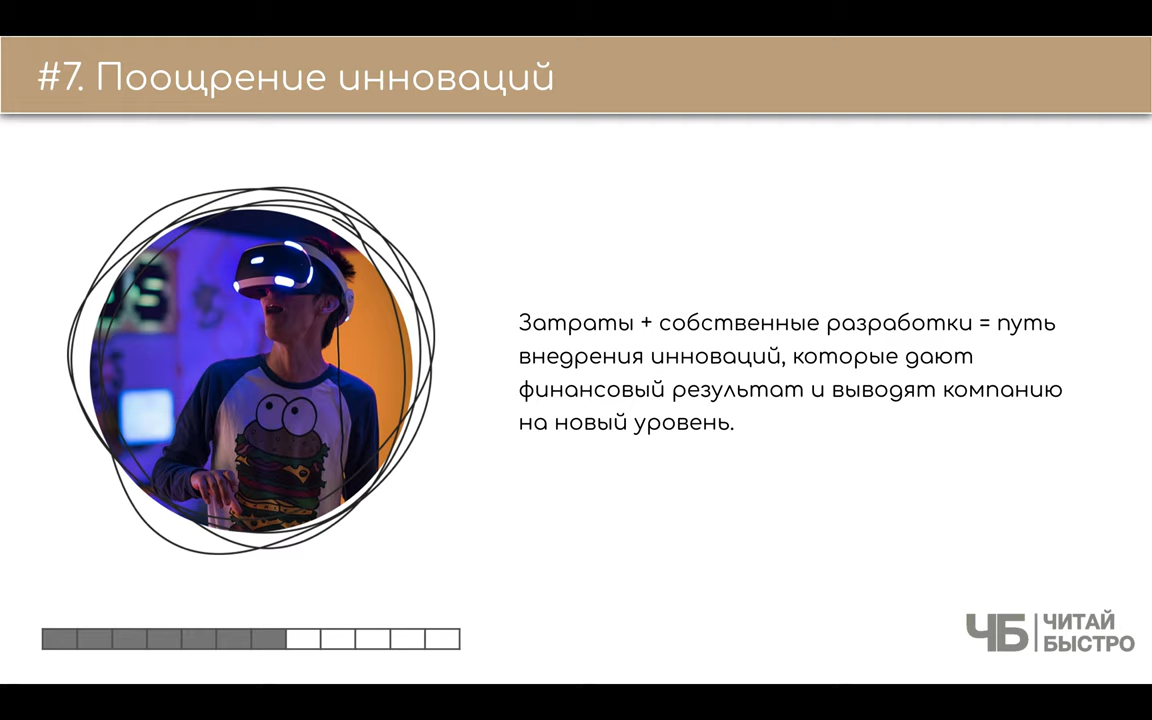 #7. Поощрение инноваций
Затраты + собственные разработки = путь
внедрения инноваций, которые дают
финансовый результат и выводят компанию
на новый уровень.
ЧБ
ЧИТАЙ
БЫСТРО